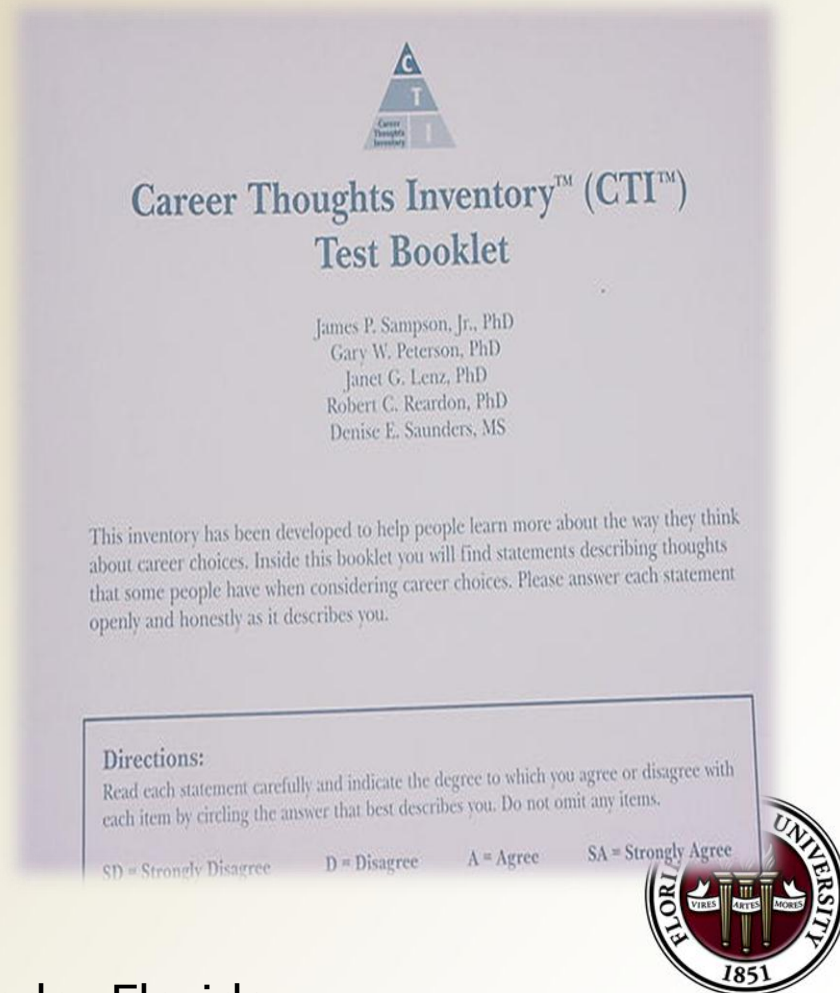 C
T
Career
Thoughts
Inventory
I
Career Thoughts Inventory™ (CTI™)
Test Booklet
James P. Sampson, Jr., PhD
Gary W. Peterson, PhD
Janet G. Lenz, PhD
Robert C. Reardon, PhD
Denise E. Saunders, MS
This inventory has been developed to help people learn more about the way they think
about career choices. Inside this booklet you will find statements describing thoughts
that some people have when considering career choices. Please answer each statement
openly and honestly as it describes you.
Directions:
Read each statement carefully and indicate the degree to which you agree or disagree with
each item by circling the answer that best describes you. Do not omit any items.
SD = Strongly Disagree D = Disagree A = Agree SA = Strongly Agree
UNIVERSITY
VIRES ARTES MORES
1851